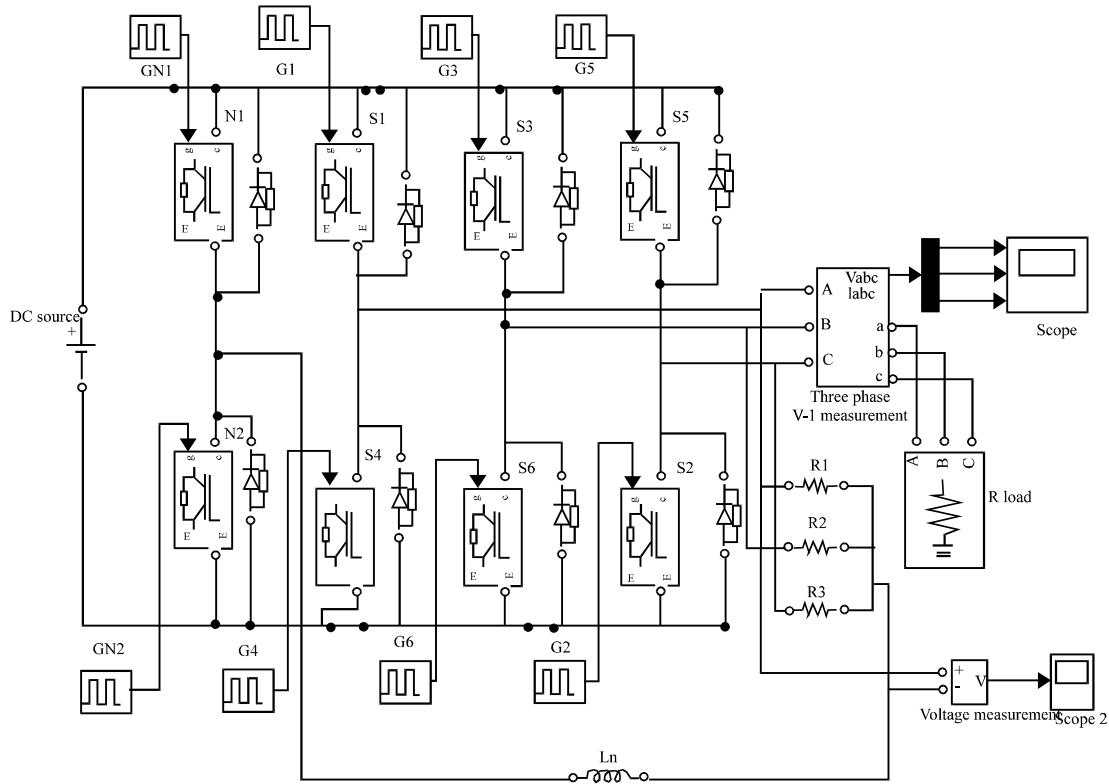 GN1
G1
G3
G5
N1
S1
S3
S5
g
c
E
E
g
c
E
E
g
c
E
E
g
c
E
E
DC source
+
A
B
C
Vabc
Iabc
a
b
c
Three phase
V-1 measurement
Scope
N2
S4
S6
S2
g
c
E
E
g
c
E
E
g
c
E
E
g
c
E
E
R1
R2
R3
A
B
C
R load
GN2
G4
G6
G2
+
-
V
Voltage measurement
Scope 2
Ln